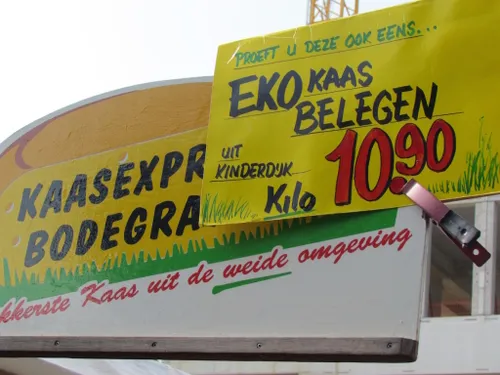 PROEFT U DEZE OOK EENS...
EKO KAAS
BELEGEN
UIT
KINDERDIJK
10.90
Kilo
KAASEXPR
BODEGRA
kkerste Kaas uit de weide omgeving